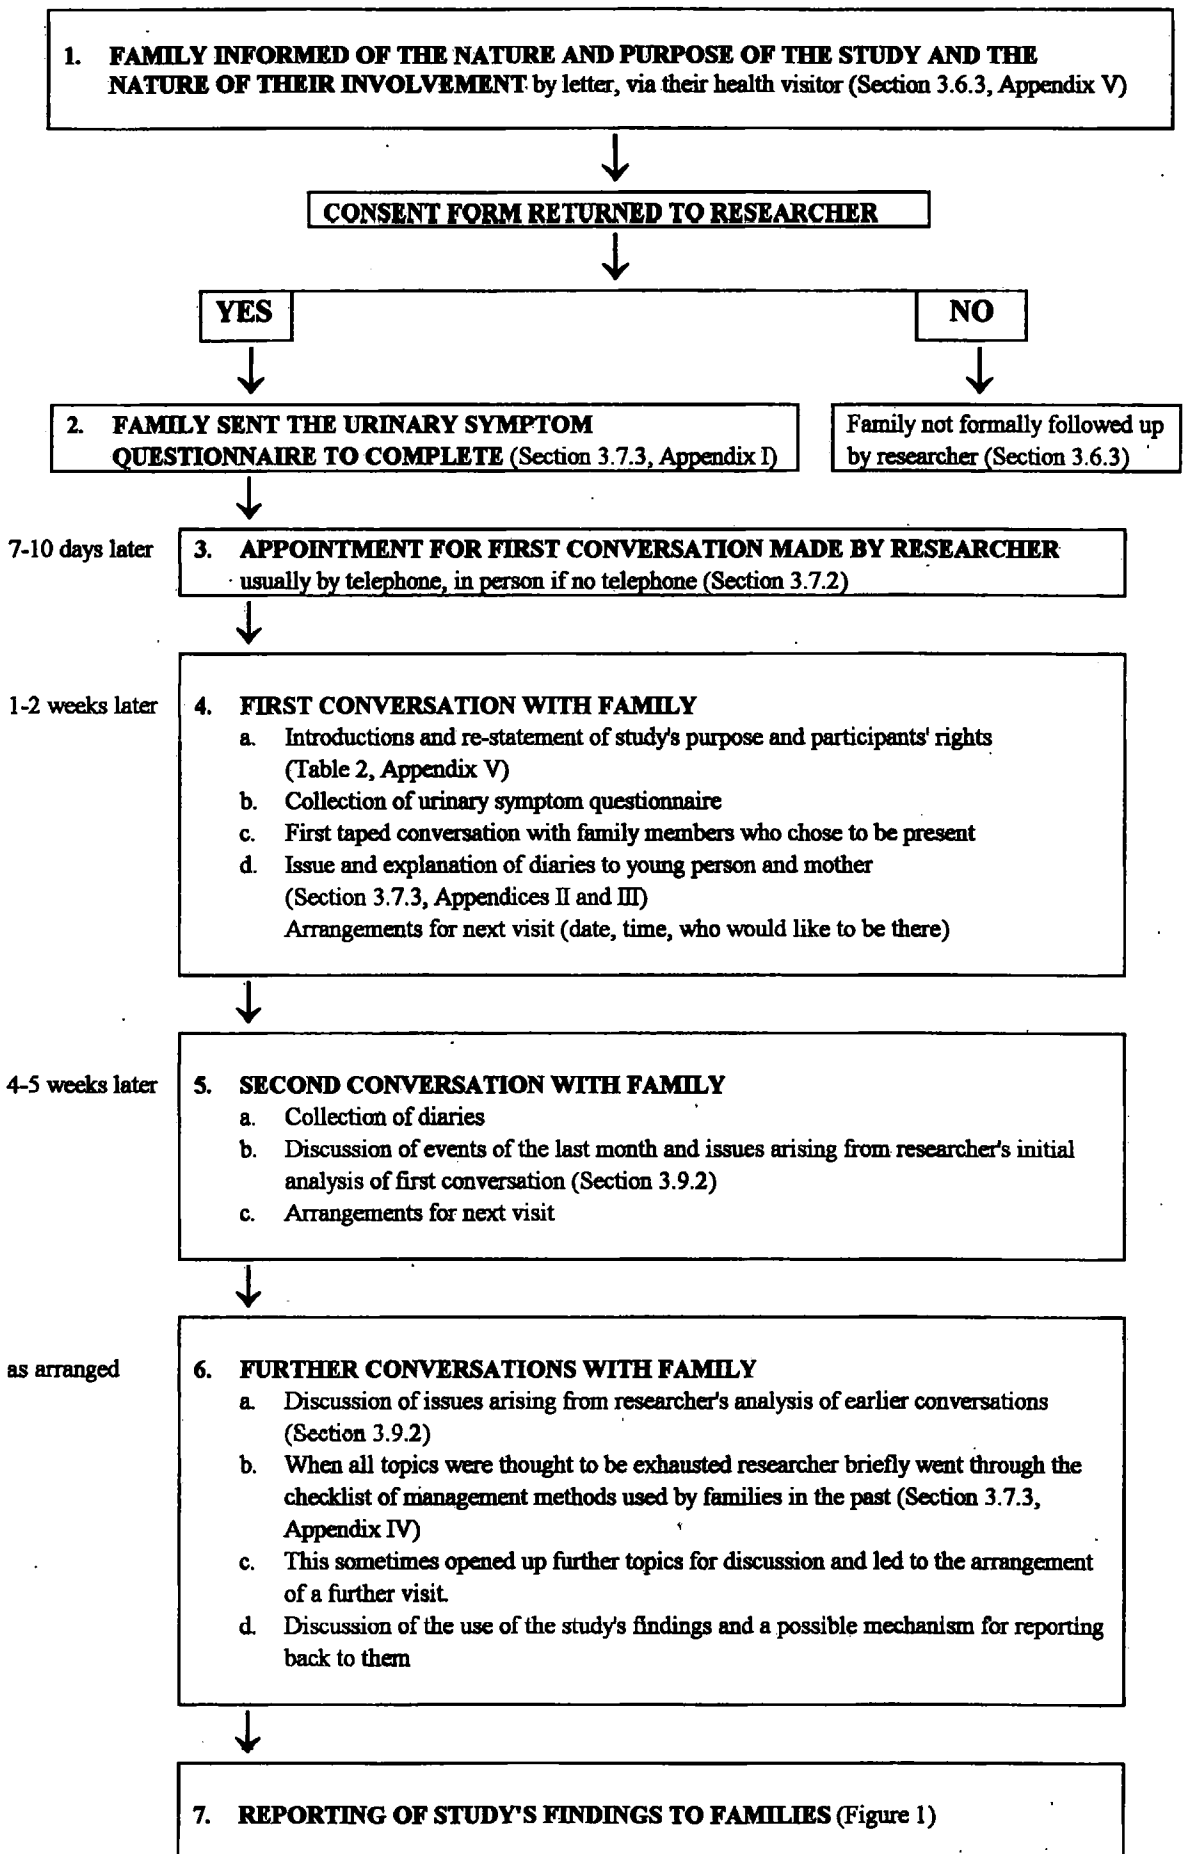 1. FAMILY INFORMED OF THE NATURE AND PURPOSE OF THE STUDY AND THE
NATURE OF THEIR INVOLVEMENT by letter, via their health visitor (Section 3.6.3, Appendix V)
CONSENT FORM RETURNED TO RESEARCHER
YES
NO
2. FAMILY SENT THE URINARY SYMPTOM
QUESTIONNAIRE TO COMPLETE (Section 3.7.3, Appendix I)
Family not formally followed up
by researcher (Section 3.6.3)
7-10 days later
3. APPOINTMENT FOR FIRST CONVERSATION MADE BY RESEARCHER
usually by telephone, in person if no telephone (Section 3.7.2)
1-2 weeks later
4. FIRST CONVERSATION WITH FAMILY
a. Introductions and re-statement of study's purpose and participants' rights
(Table 2, Appendix V)
b. Collection of urinary symptom questionnaire
c. First taped conversation with family members who chose to be present
d. Issue and explanation of diaries to young person and mother
(Section 3.7.3, Appendices II and III)
Arrangements for next visit (date, time, who would like to be there)
4-5 weeks later
5. SECOND CONVERSATION WITH FAMILY
a. Collection of diaries
b. Discussion of events of the last month and issues arising from researcher's initial
analysis of first conversation (Section 3.9.2)
c. Arrangements for next visit
as arranged
6. FURTHER CONVERSATIONS WITH FAMILY
a. Discussion of issues arising from researcher's analysis of earlier conversations
(Section 3.9.2)
b. When all topics were thought to be exhausted researcher briefly went through the
checklist of management methods used by families in the past (Section 3.7.3,
Appendix IV)
c. This sometimes opened up further topics for discussion and led to the arrangement
of a further visit.
d. Discussion of the use of the study's findings and a possible mechanism for reporting
back to them
7. REPORTING OF STUDY'S FINDINGS TO FAMILIES (Figure 1)